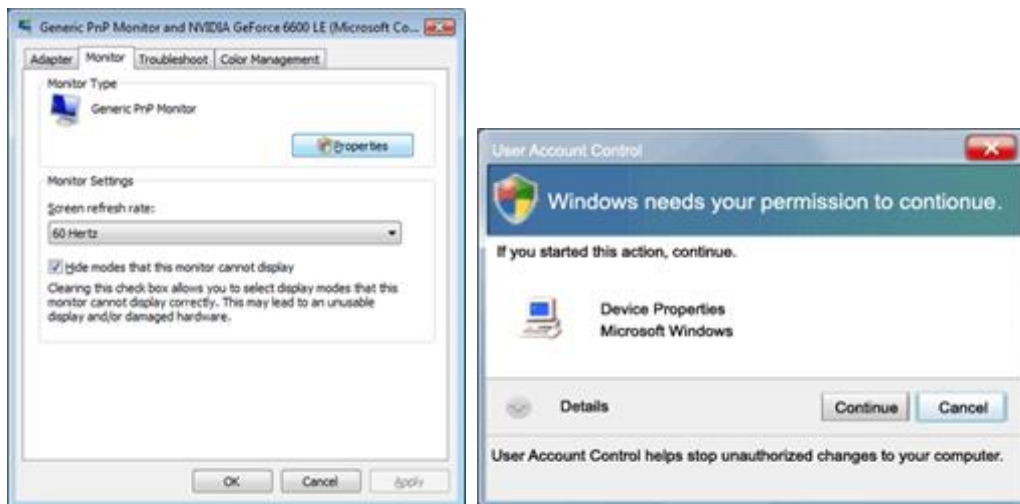 Generic PnP Monitor and NVIDIA GeForce 6600 LE (Microsoft Co...
Adapter Monitor Troubleshoot Color Management
Monitor Type
Generic PnP Monitor
Properties
Monitor Settings
Screen refresh rate:
60 Hertz
Hide modes that this monitor cannot display
Clearing this check box allows you to select display modes that this
monitor cannot display correctly. This may lead to an unusable
display and/or damaged hardware.
OK Cancel Apply
User Account Control
Windows needs your permission to contionue.
If you started this action, continue.
Device Properties
Microsoft Windows
Details Continue Cancel
User Account Control helps stop unauthorized changes to your computer.